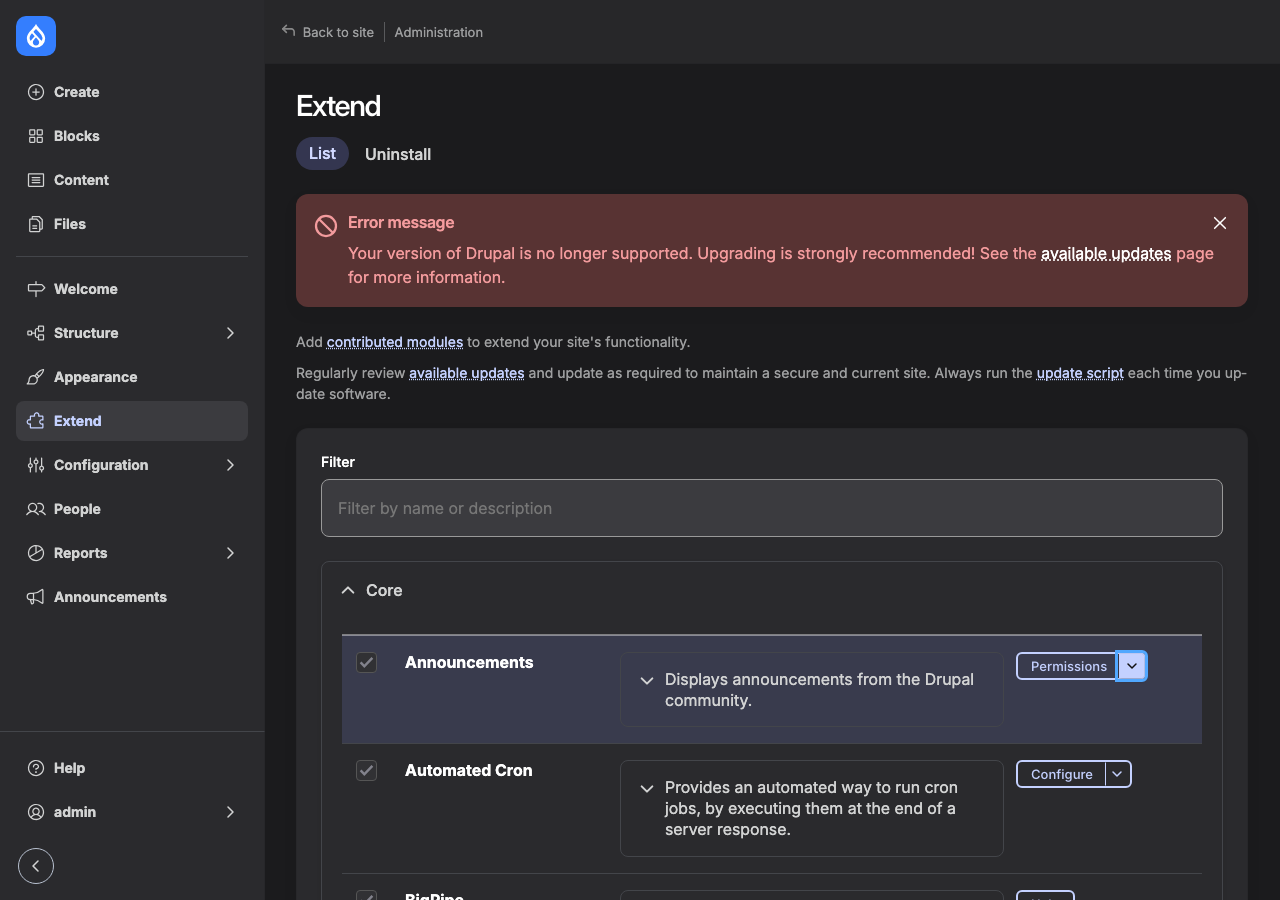 Back to site
Administration
Create
Blocks
Content
Files
Welcome
Structure
Appearance
Extend
Configuration
People
Reports
Announcements
Help
admin
Extend
List
Uninstall
Error message
Your version of Drupal is no longer supported. Upgrading is strongly recommended! See the available updates page
for more information.
Add contributed modules to extend your site's functionality.
Regularly review available updates and update as required to maintain a secure and current site. Always run the update script each time you up-
date software.
Filter
Filter by name or description
Core
Announcements
Displays announcements from the Drupal
community.
Permissions
Automated Cron
Provides an automated way to run cron
jobs, by executing them at the end of a
server response.
Configure
BigPipe